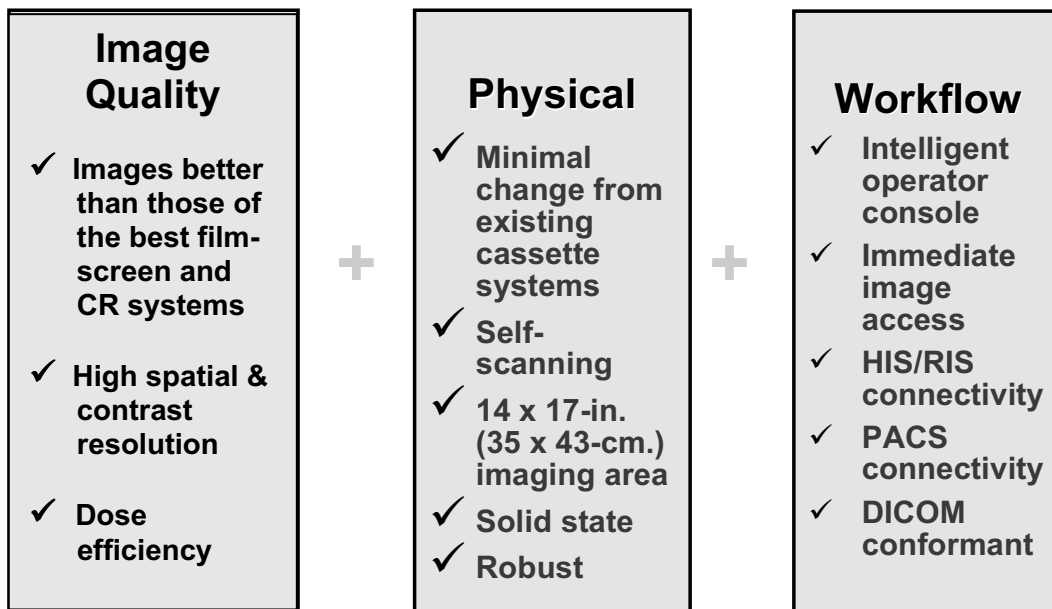 Image
Quality
✓ Images better
than those of
the best film-
screen and
CR systems
✓ High spatial &
contrast
resolution
✓ Dose
efficiency
+
Physical
✓ Minimal
change from
existing
cassette
systems
✓ Self-
scanning
✓ 14 x 17-in.
(35 x 43-cm.)
imaging area
✓ Solid state
✓ Robust
+
Workflow
✓ Intelligent
operator
console
✓ Immediate
image
access
✓ HIS/RIS
connectivity
✓ PACS
connectivity
✓ DICOM
conformant